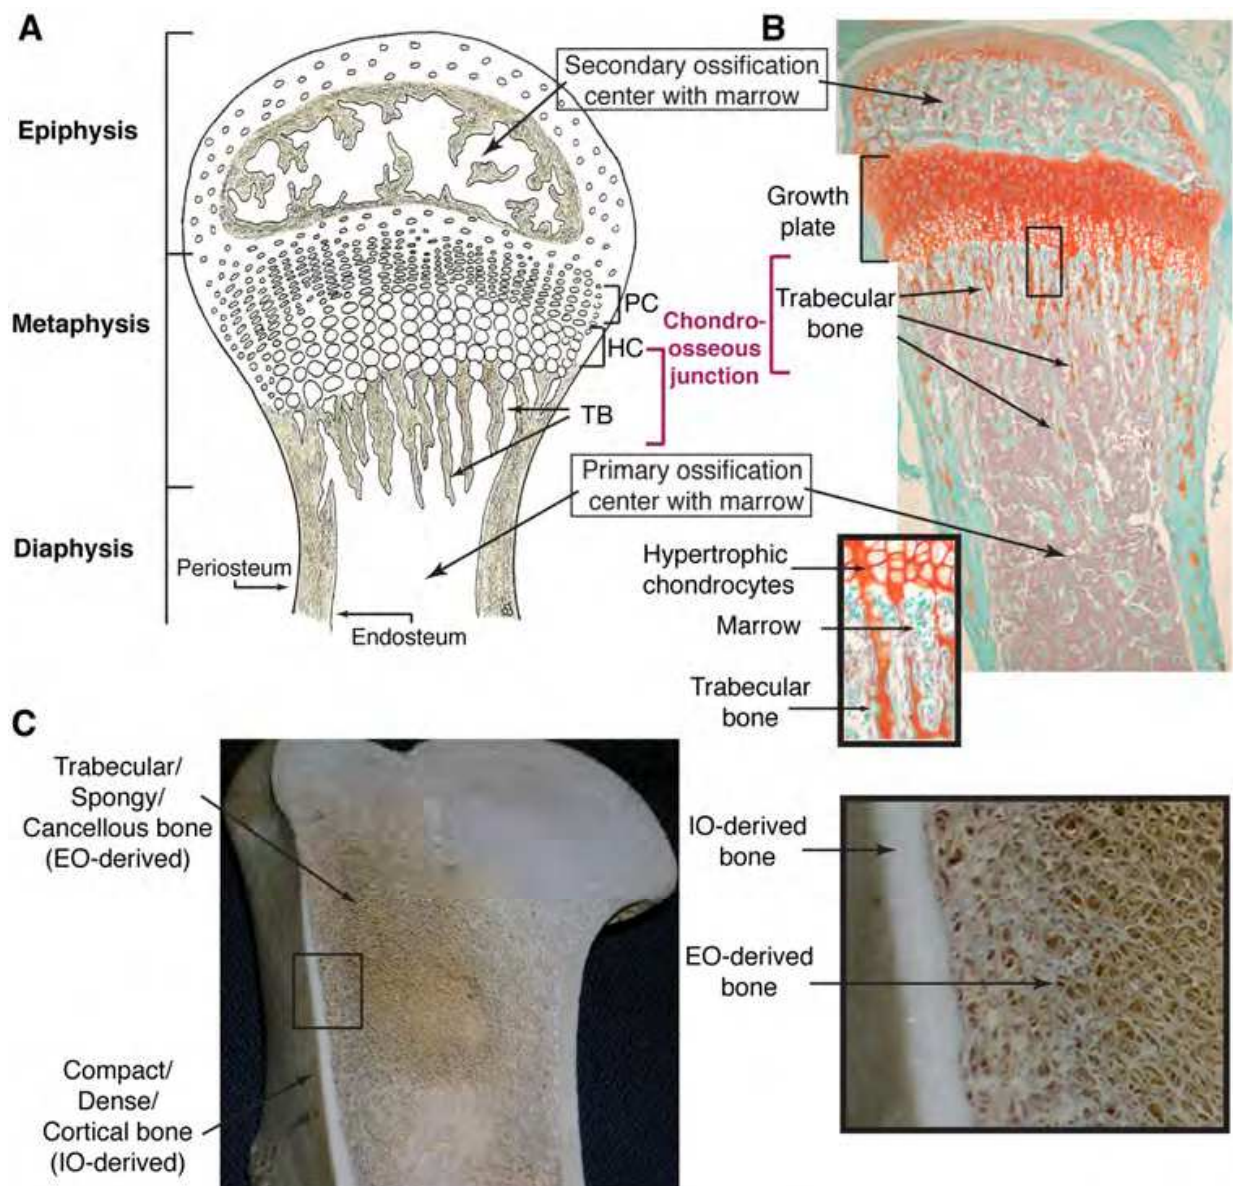 A
B
Secondary ossification
center with marrow
Epiphysis
Growth
plate
Metaphysis
PC
HC
Chondro-
osseous
junction
Trabecular
bone
TB
Primary ossification
center with marrow
Diaphysis
Periosteum
Endosteum
Hypertrophic
chondrocytes
Marrow
Trabecular
bone
C
Trabecular/
Spongy/
Cancellous bone
(EO-derived)
IO-derived
bone
EO-derived
bone
Compact/
Dense/
Cortical bone
(IO-derived)